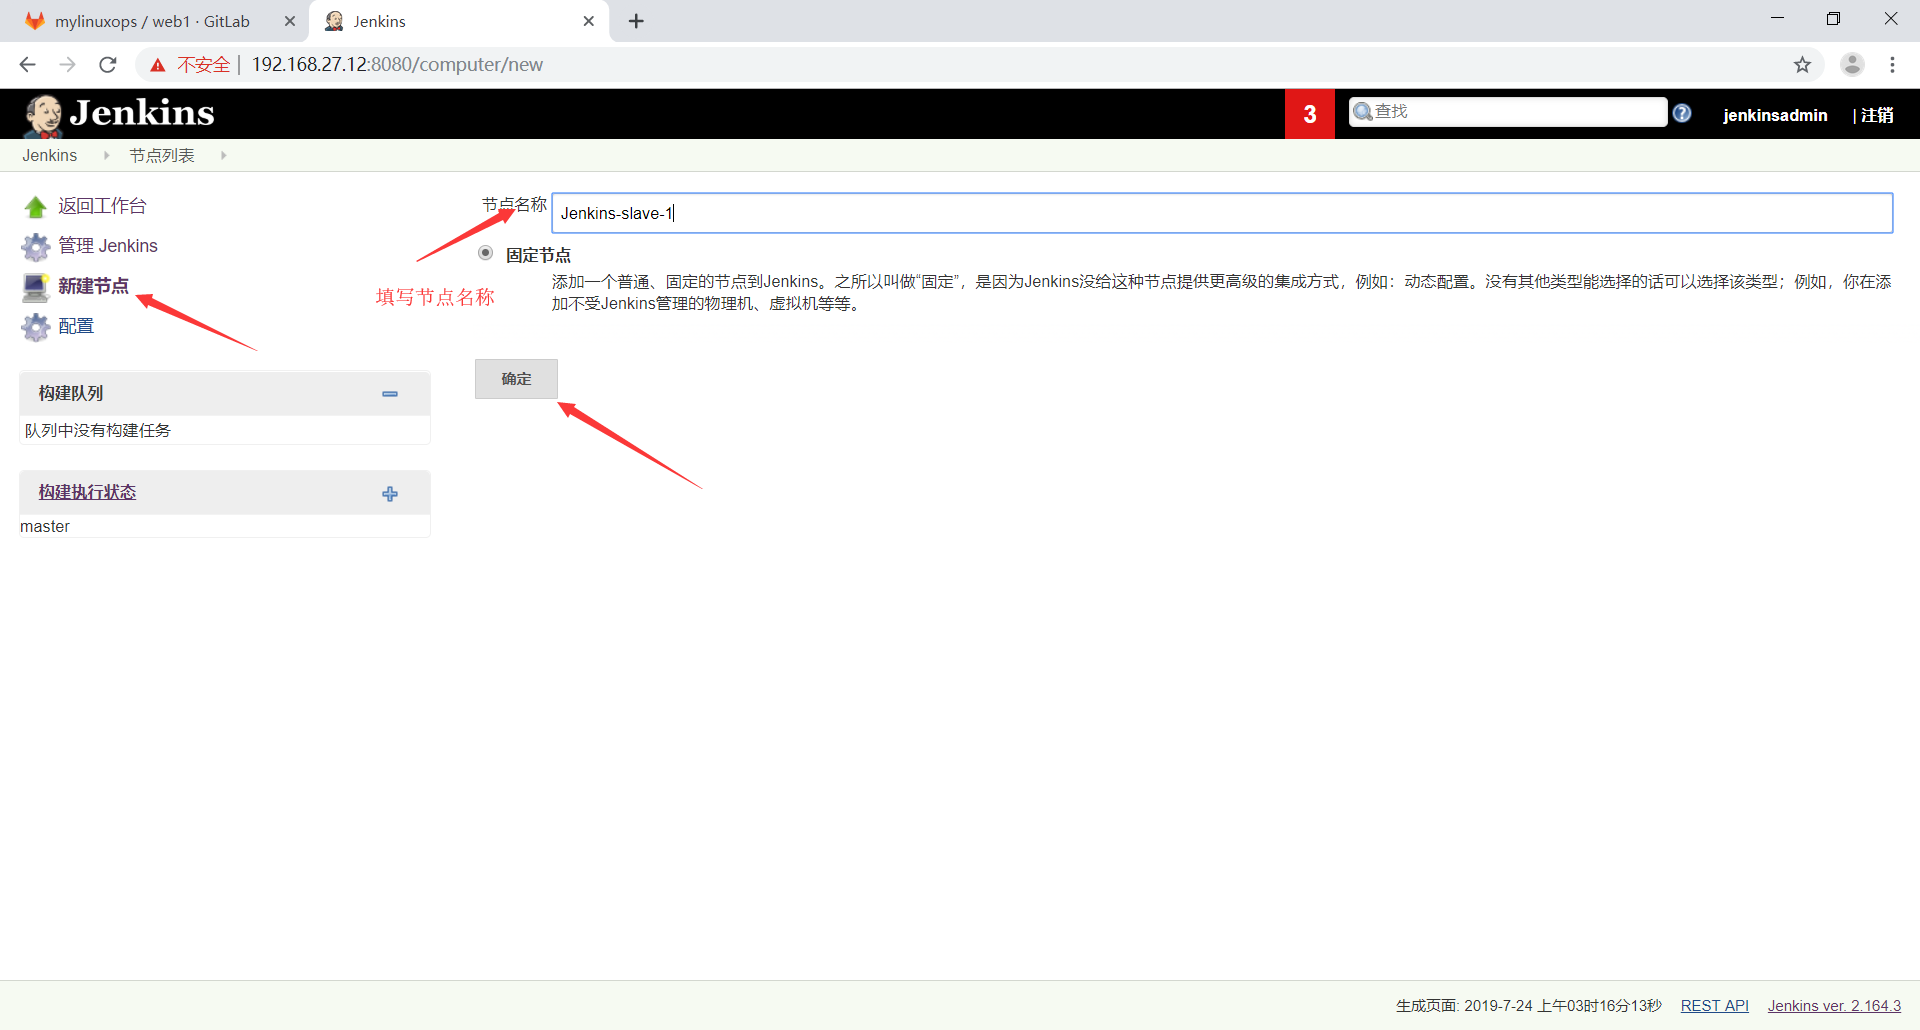 mylinuxops / web1 · GitLab
Jenkins
不安全 | 192.168.27.12:8080/computer/new
Jenkins
3
查找
jenkinsadmin
| 注销
Jenkins
节点列表
返回工作台
管理 Jenkins
新建节点
配置
构建队列
队列中没有构建任务
构建执行状态
master
节点名称
Jenkins-slave-1
填写节点名称
固定节点
添加一个普通、固定的节点到Jenkins。之所以叫做“固定”，是因为Jenkins没给这种节点提供更高级的集成方式，例如：动态配置。没有其他类型能选择的话可以选择该类型；例如，你在添
加不受Jenkins管理的物理机、虚拟机等等。
确定
生成页面: 2019-7-24 上午03时16分13秒
REST API
Jenkins ver. 2.164.3